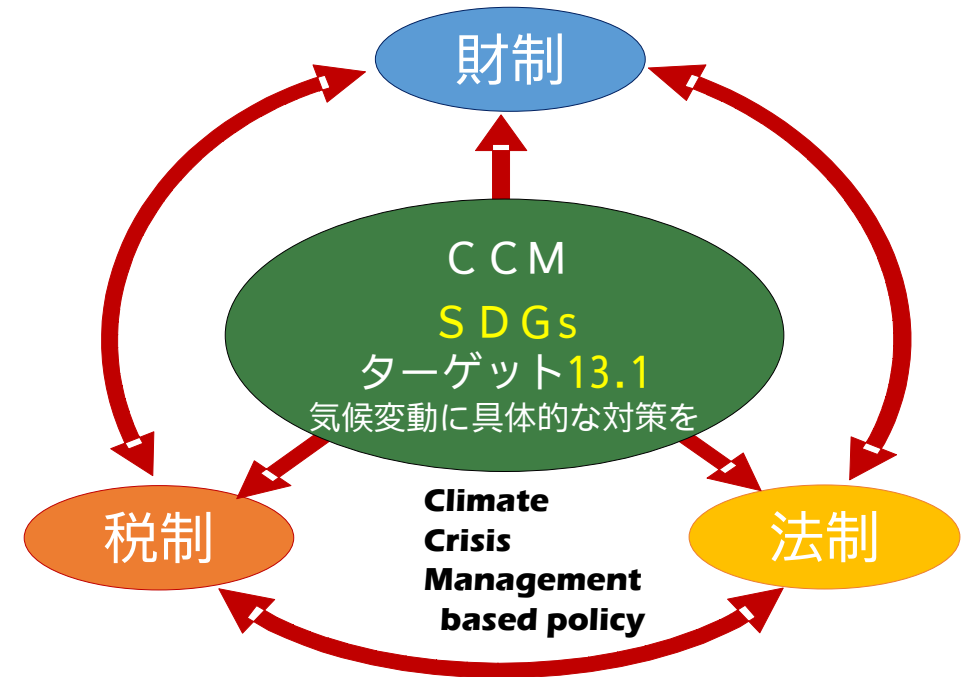 財制
CCM
SDGs
ターゲット13.1
気候変動に具体的な対策を
税制
法制
Climate
Crisis
Management
based policy